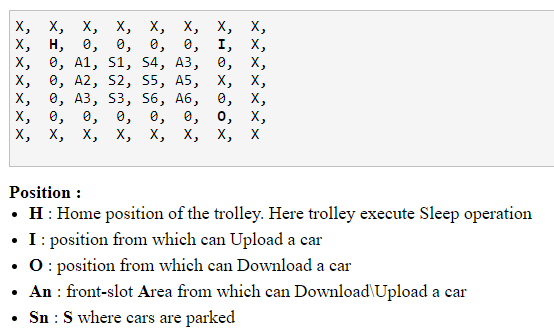 X, X, X, X, X, X, X, X,
X, H, 0, 0, 0, 0, I, X,
X, 0, A1, S1, S4, A3, 0, X,
X, 0, A2, S2, S5, A5, X, X,
X, 0, A3, S3, S6, A6, 0, X,
X, 0, 0, 0, 0, 0, O, X,
X, X, X, X, X, X, X, X
Position :
• H : Home position of the trolley. Here trolley execute Sleep operation
• I : position from which can Upload a car
• O : position from which can Download a car
• An : front-slot Area from which can Download\Upload a car
• Sn : S where cars are parked